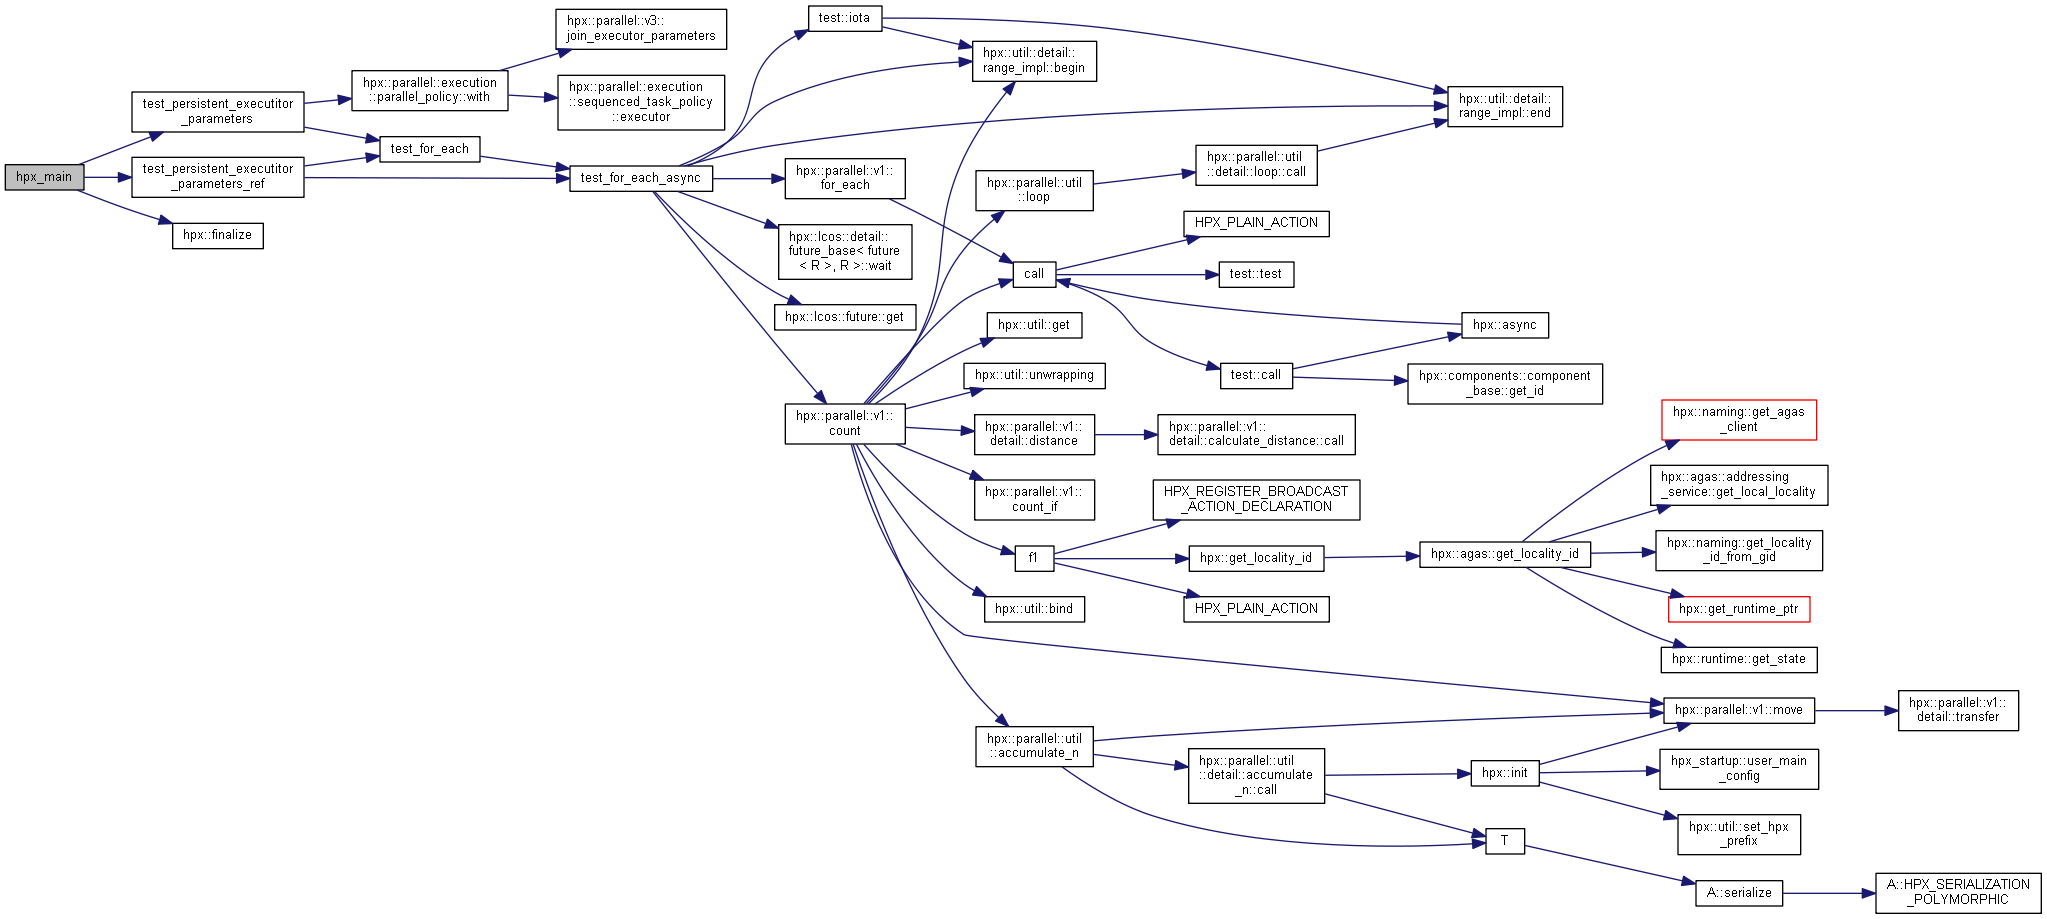 hpx_main
test_persistent_executitor
_parameters
test_persistent_executitor
_parameters_ref
hpx::finalize
hpx::parallel::execution
::parallel_policy::with
test_for_each
hpx::parallel::v3::
join_executor_parameters
hpx::parallel::execution
::sequenced_task_policy
::executor
test_for_each_async
test::iota
hpx::parallel::v1::
for_each
hpx::lcos::detail::
future_base< future
< R >, R >::wait
hpx::lcos::future::get
hpx::parallel::v1::
count
hpx::util::detail::
range_impl::begin
hpx::parallel::util
::loop
call
hpx::util::get
hpx::util::unwrapping
hpx::parallel::v1::
detail::distance
hpx::parallel::v1::
count_if
f1
hpx::util::bind
hpx::parallel::util
::accumulate_n
hpx::parallel::util
::detail::loop::call
HPX_PLAIN_ACTION
test::test
test::call
hpx::parallel::v1::
detail::calculate_distance::call
HPX_REGISTER_BROADCAST
_ACTION_DECLARATION
hpx::get_locality_id
HPX_PLAIN_ACTION
hpx::parallel::util
::detail::accumulate
_n::call
hpx::util::detail::
range_impl::end
hpx::async
hpx::components::component
_base::get_id
hpx::agas::get_locality_id
hpx::init
T
hpx::naming::get_agas
_client
hpx::agas::addressing
_service::get_local_locality
hpx::naming::get_locality
_id_from_gid
hpx::get_runtime_ptr
hpx::runtime::get_state
hpx::parallel::v1::move
hpx_startup::user_main
_config
hpx::util::set_hpx
_prefix
A::serialize
hpx::parallel::v1::
detail::transfer
A::HPX_SERIALIZATION
_POLYMORPHIC